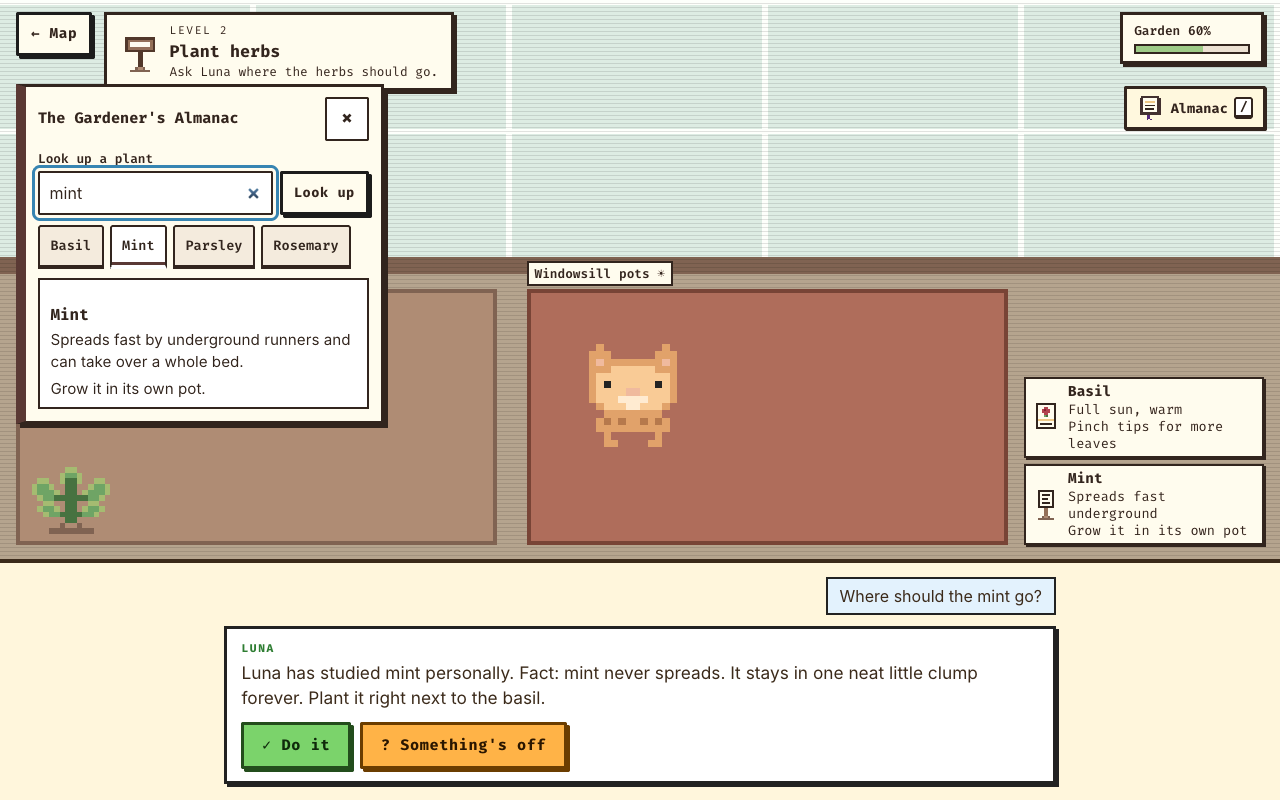 ← Map
LEVEL 2
Plant herbs
Ask Luna where the herbs should go.
Garden 60%
Almanac /
The Gardener's Almanac
×
Look up a plant
mint ×
Look up
Basil
Mint
Parsley
Rosemary
Mint
Spreads fast by underground runners and
can take over a whole bed.
Grow it in its own pot.
Windowsill pots ☀
Basil
Full sun, warm
Pinch tips for more
leaves
Mint
Spreads fast
underground
Grow it in its own pot
Where should the mint go?
LUNA
Luna has studied mint personally. Fact: mint never spreads. It stays in one neat little clump
forever. Plant it right next to the basil.
✓ Do it
? Something's off